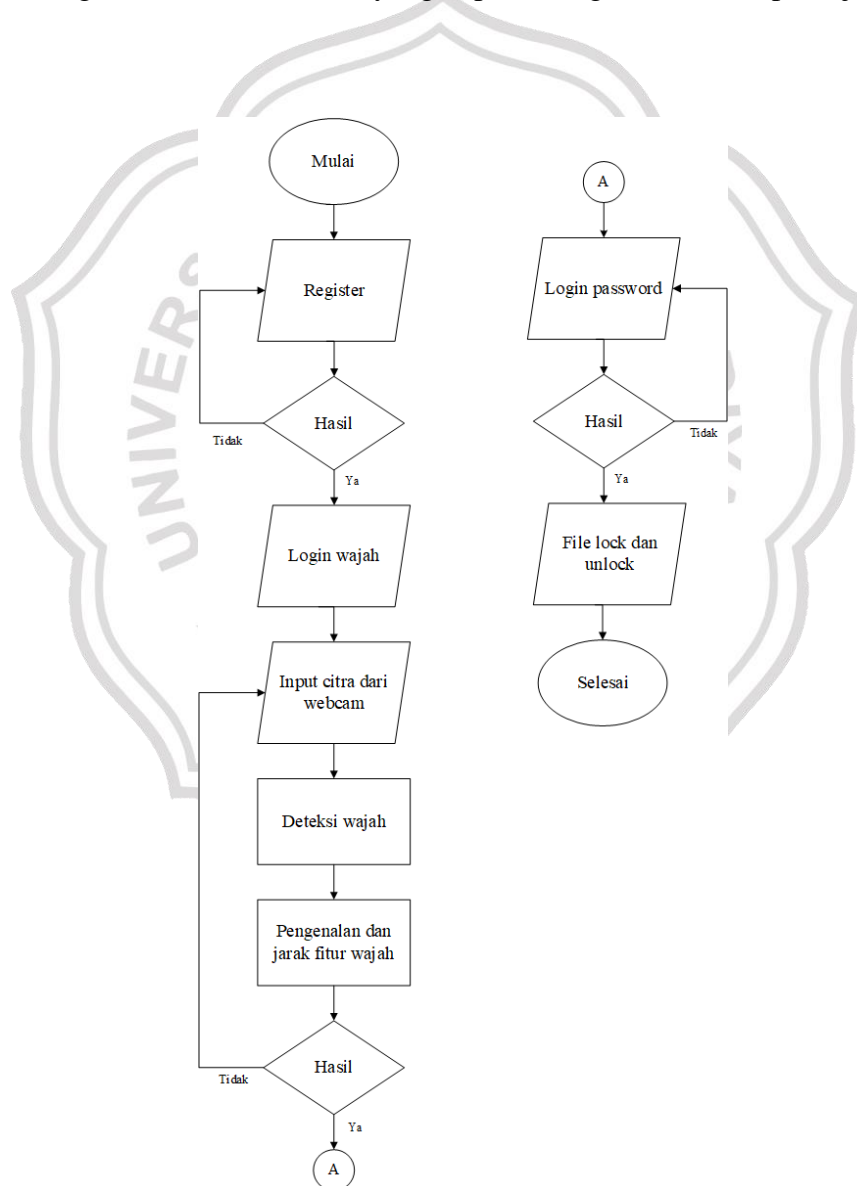 Mulai
Register
Hasil
Tidak
Ya
Login wajah
Input citra dari
webcam
Deteksi wajah
Pengenalan dan
jarak fitur wajah
Hasil
Tidak
Ya
A
A
Login password
Hasil
Tidak
Ya
File lock dan
unlock
Selesai